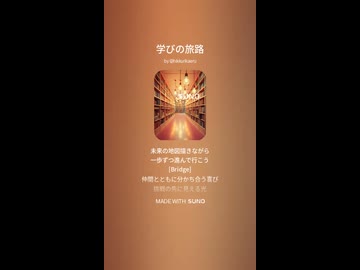 学びの旅路
未来の地図描きながら
一歩ずつ進んで行こう
[Bridge]
仲間とともに分かち合う喜び
MADE WITH SUNO